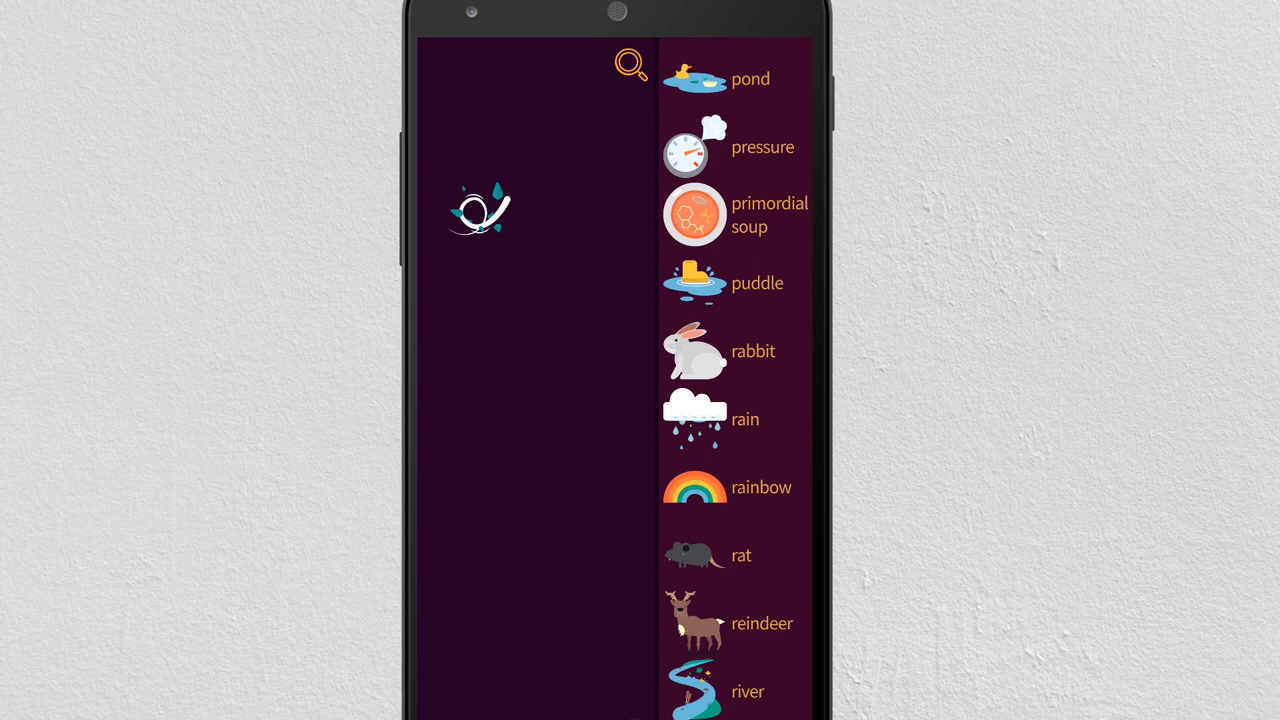 pond
pressure
primordial
soup
puddle
rabbit
rain
rainbow
rat
reindeer
river